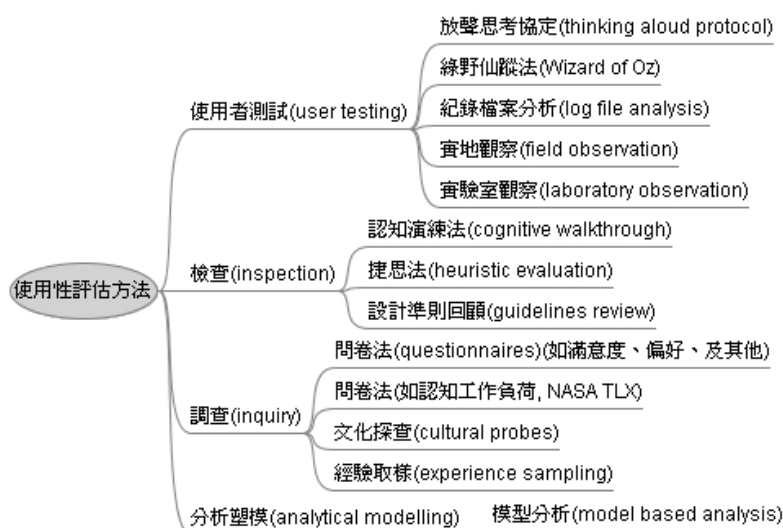 使用性評估方法
使用者測試(user testing)
放聲思考協定(thinking aloud protocol)
綠野仙蹤法(Wizard of Oz)
紀錄檔案分析(log file analysis)
實地觀察(field observation)
實驗室觀察(laboratory observation)
檢查(inspection)
認知演練法(cognitive walkthrough)
捷思法(heuristic evaluation)
設計準則回顧(guidelines review)
調查(inquiry)
問卷法(questionnaires)(如滿意度、偏好、及其他)
問卷法(如認知工作負荷, NASA TLX)
文化探查(cultural probes)
經驗取樣(experience sampling)
分析塑模(analytical modelling)
模型分析(model based analysis)